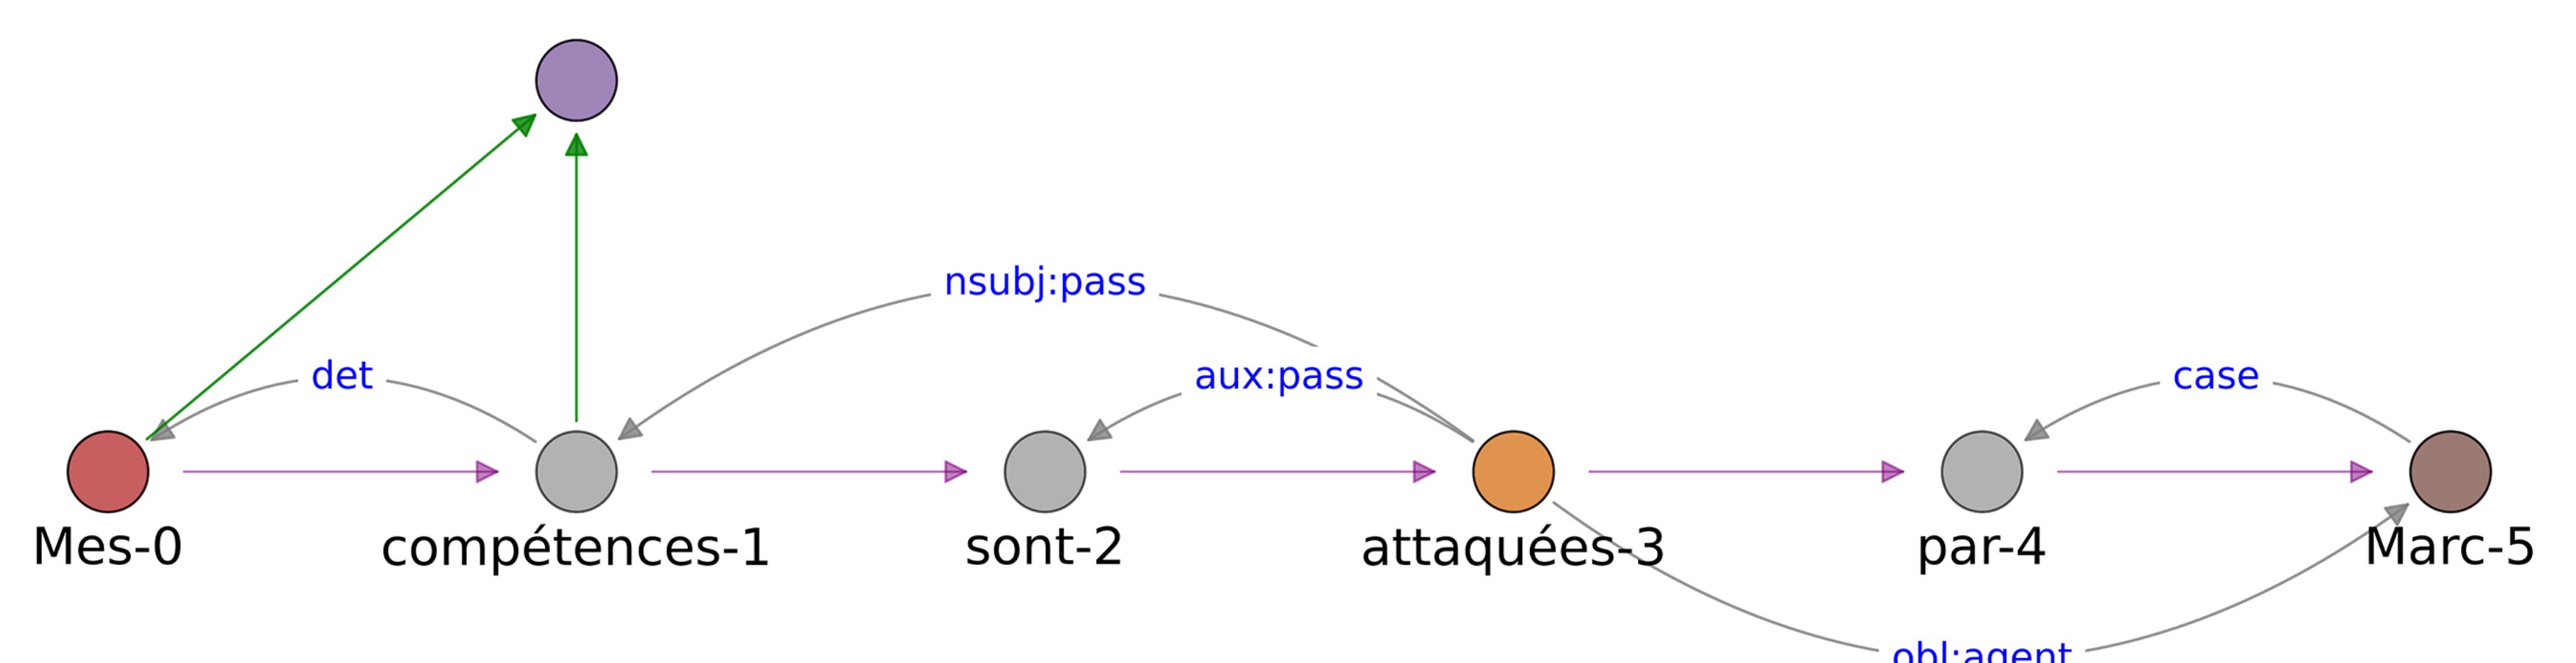 nsubj:pass
det
aux:pass
case
Mes-0 compétences-1 sont-2 attaquées-3 par-4 Marc-5
obl:agent